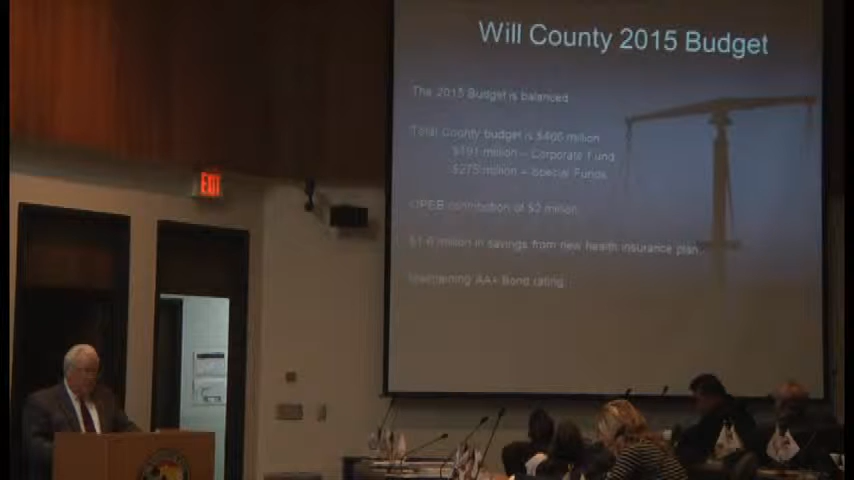 Will County 2015 Budget
The 2015 Budget is balanced
Total County budget is $466 million
$191 million – Corporate Fund
$275 million – Special Funds
OPEB contribution of $2 million
$1.6 million in savings from new health insurance plan
Maintaining AA+ Bond rating
EXIT